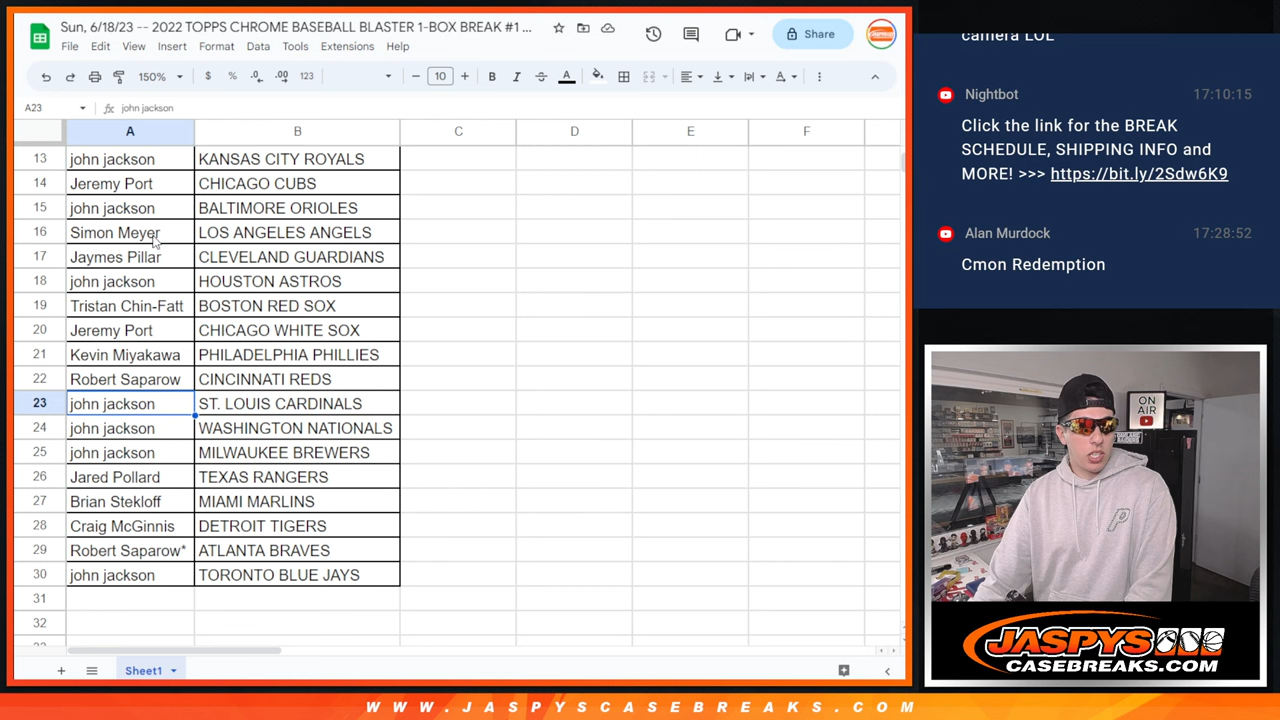 Sun, 6/18/23 -- 2022 TOPPS CHROME BASEBALL BLASTER 1-BOX BREAK #1 ...
File Edit View Insert Format Data Tools Extensions Help
Share
150% $ % .0 .00 123 10 B I A
A23 fx john jackson
A B C D E F
13 john jackson KANSAS CITY ROYALS
14 Jeremy Port CHICAGO CUBS
15 john jackson BALTIMORE ORIOLES
16 Simon Meyer LOS ANGELES ANGELS
17 Jaymes Pillar CLEVELAND GUARDIANS
18 john jackson HOUSTON ASTROS
19 Tristan Chin-Fatt BOSTON RED SOX
20 Jeremy Port CHICAGO WHITE SOX
21 Kevin Miyakawa PHILADELPHIA PHILLIES
22 Robert Saparow CINCINNATI REDS
23 john jackson ST. LOUIS CARDINALS
24 john jackson WASHINGTON NATIONALS
25 john jackson MILWAUKEE BREWERS
26 Jared Pollard TEXAS RANGERS
27 Brian Stekloff MIAMI MARLINS
28 Craig McGinnis DETROIT TIGERS
29 Robert Saparow* ATLANTA BRAVES
30 john jackson TORONTO BLUE JAYS
31
32
Sheet1
camera LOL
Nightbot 17:10:15
Click the link for the BREAK
SCHEDULE, SHIPPING INFO and
MORE! >>> https://bit.ly/2Sdw6K9
Alan Murdock 17:28:52
Cmon Redemption
ON
AIR
JASPYS
CASEBREAKS.COM
WWW.JASPYSCASEBREAKS.COM